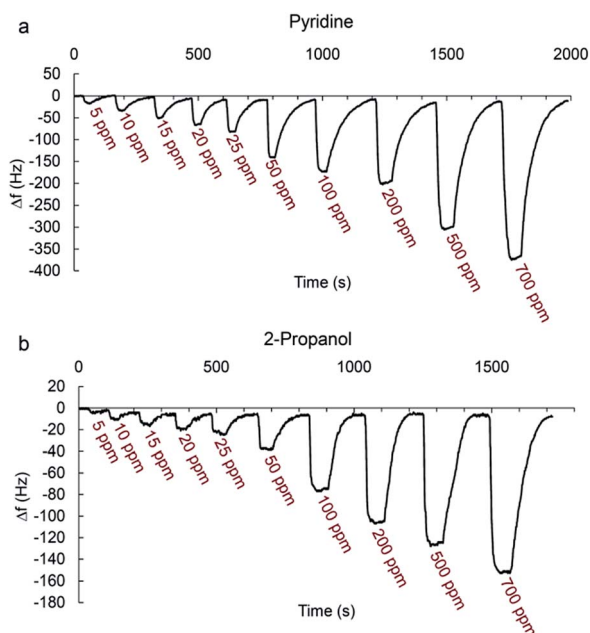 a
Pyridine
0 500 1000 1500 2000
50
0
-50
-100
-150
-200
-250
-300
-350
-400
Δf (Hz)
5 ppm
10 ppm
15 ppm
20 ppm
25 ppm
50 ppm
100 ppm
200 ppm
500 ppm
700 ppm
Time (s)
b
2-Propanol
0 500 1000 1500
20
0
-20
-40
-60
-80
-100
-120
-140
-160
-180
Δf (Hz)
5 ppm
10 ppm
15 ppm
20 ppm
25 ppm
50 ppm
100 ppm
200 ppm
500 ppm
700 ppm
Time (s)